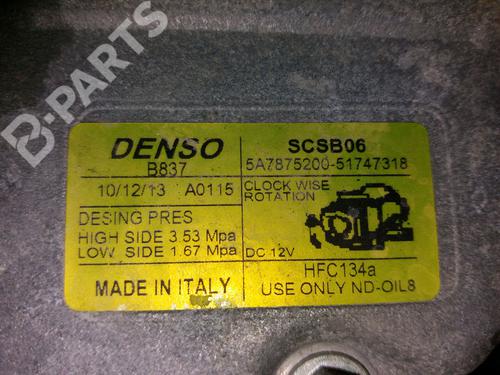 B-PARTS
DENSO
B837
10/12/13 A0115
DESING PRES
HIGH SIDE 3.53 Mpa
LOW SIDE 1.67 Mpa
MADE IN ITALY
SCSB06
5A7875200-51747318
CLOCK WISE
ROTATION
DC 12V
HFC134a
USE ONLY ND-OIL8